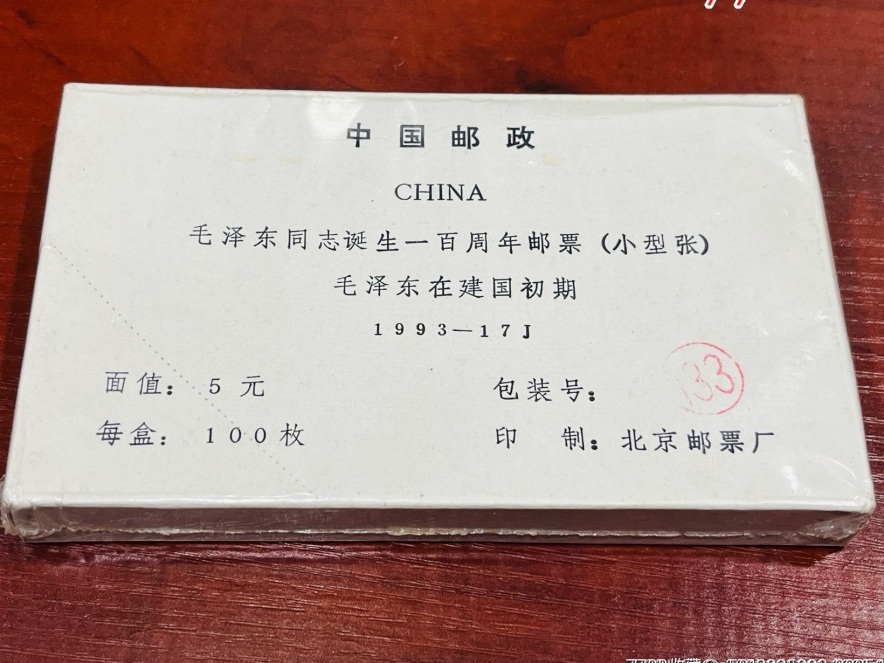 中国邮政
CHINA
毛泽东同志诞生一百周年邮票(小型张)
毛泽东在建国初期
1993—17J
面值: 5元
包装号: 33
每盒: 100枚
印 制: 北京邮票厂